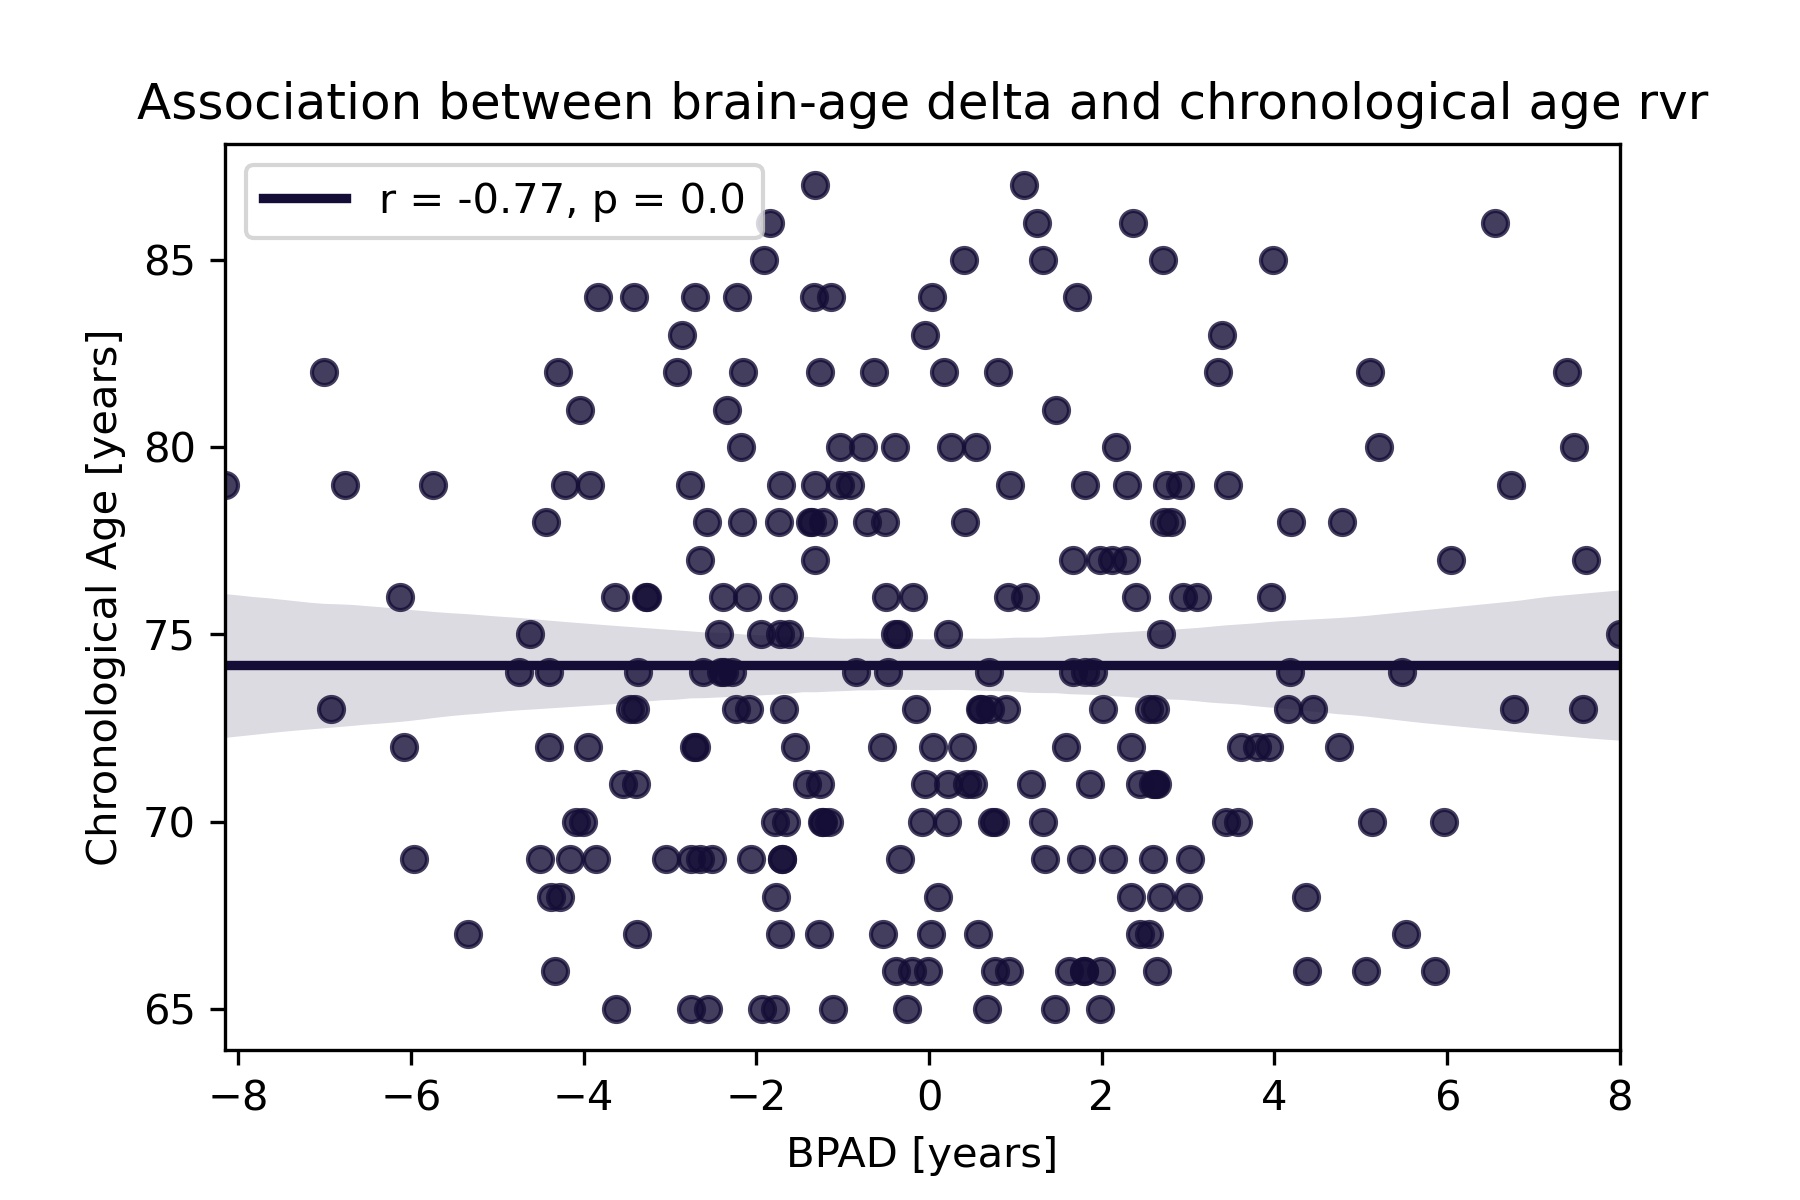 Association between brain-age delta and chronological age rvr
r = -0.77, p = 0.0
Chronological Age [years]
85
80
75
70
65
−8 −6 −4 −2 0 2 4 6 8
BPAD [years]